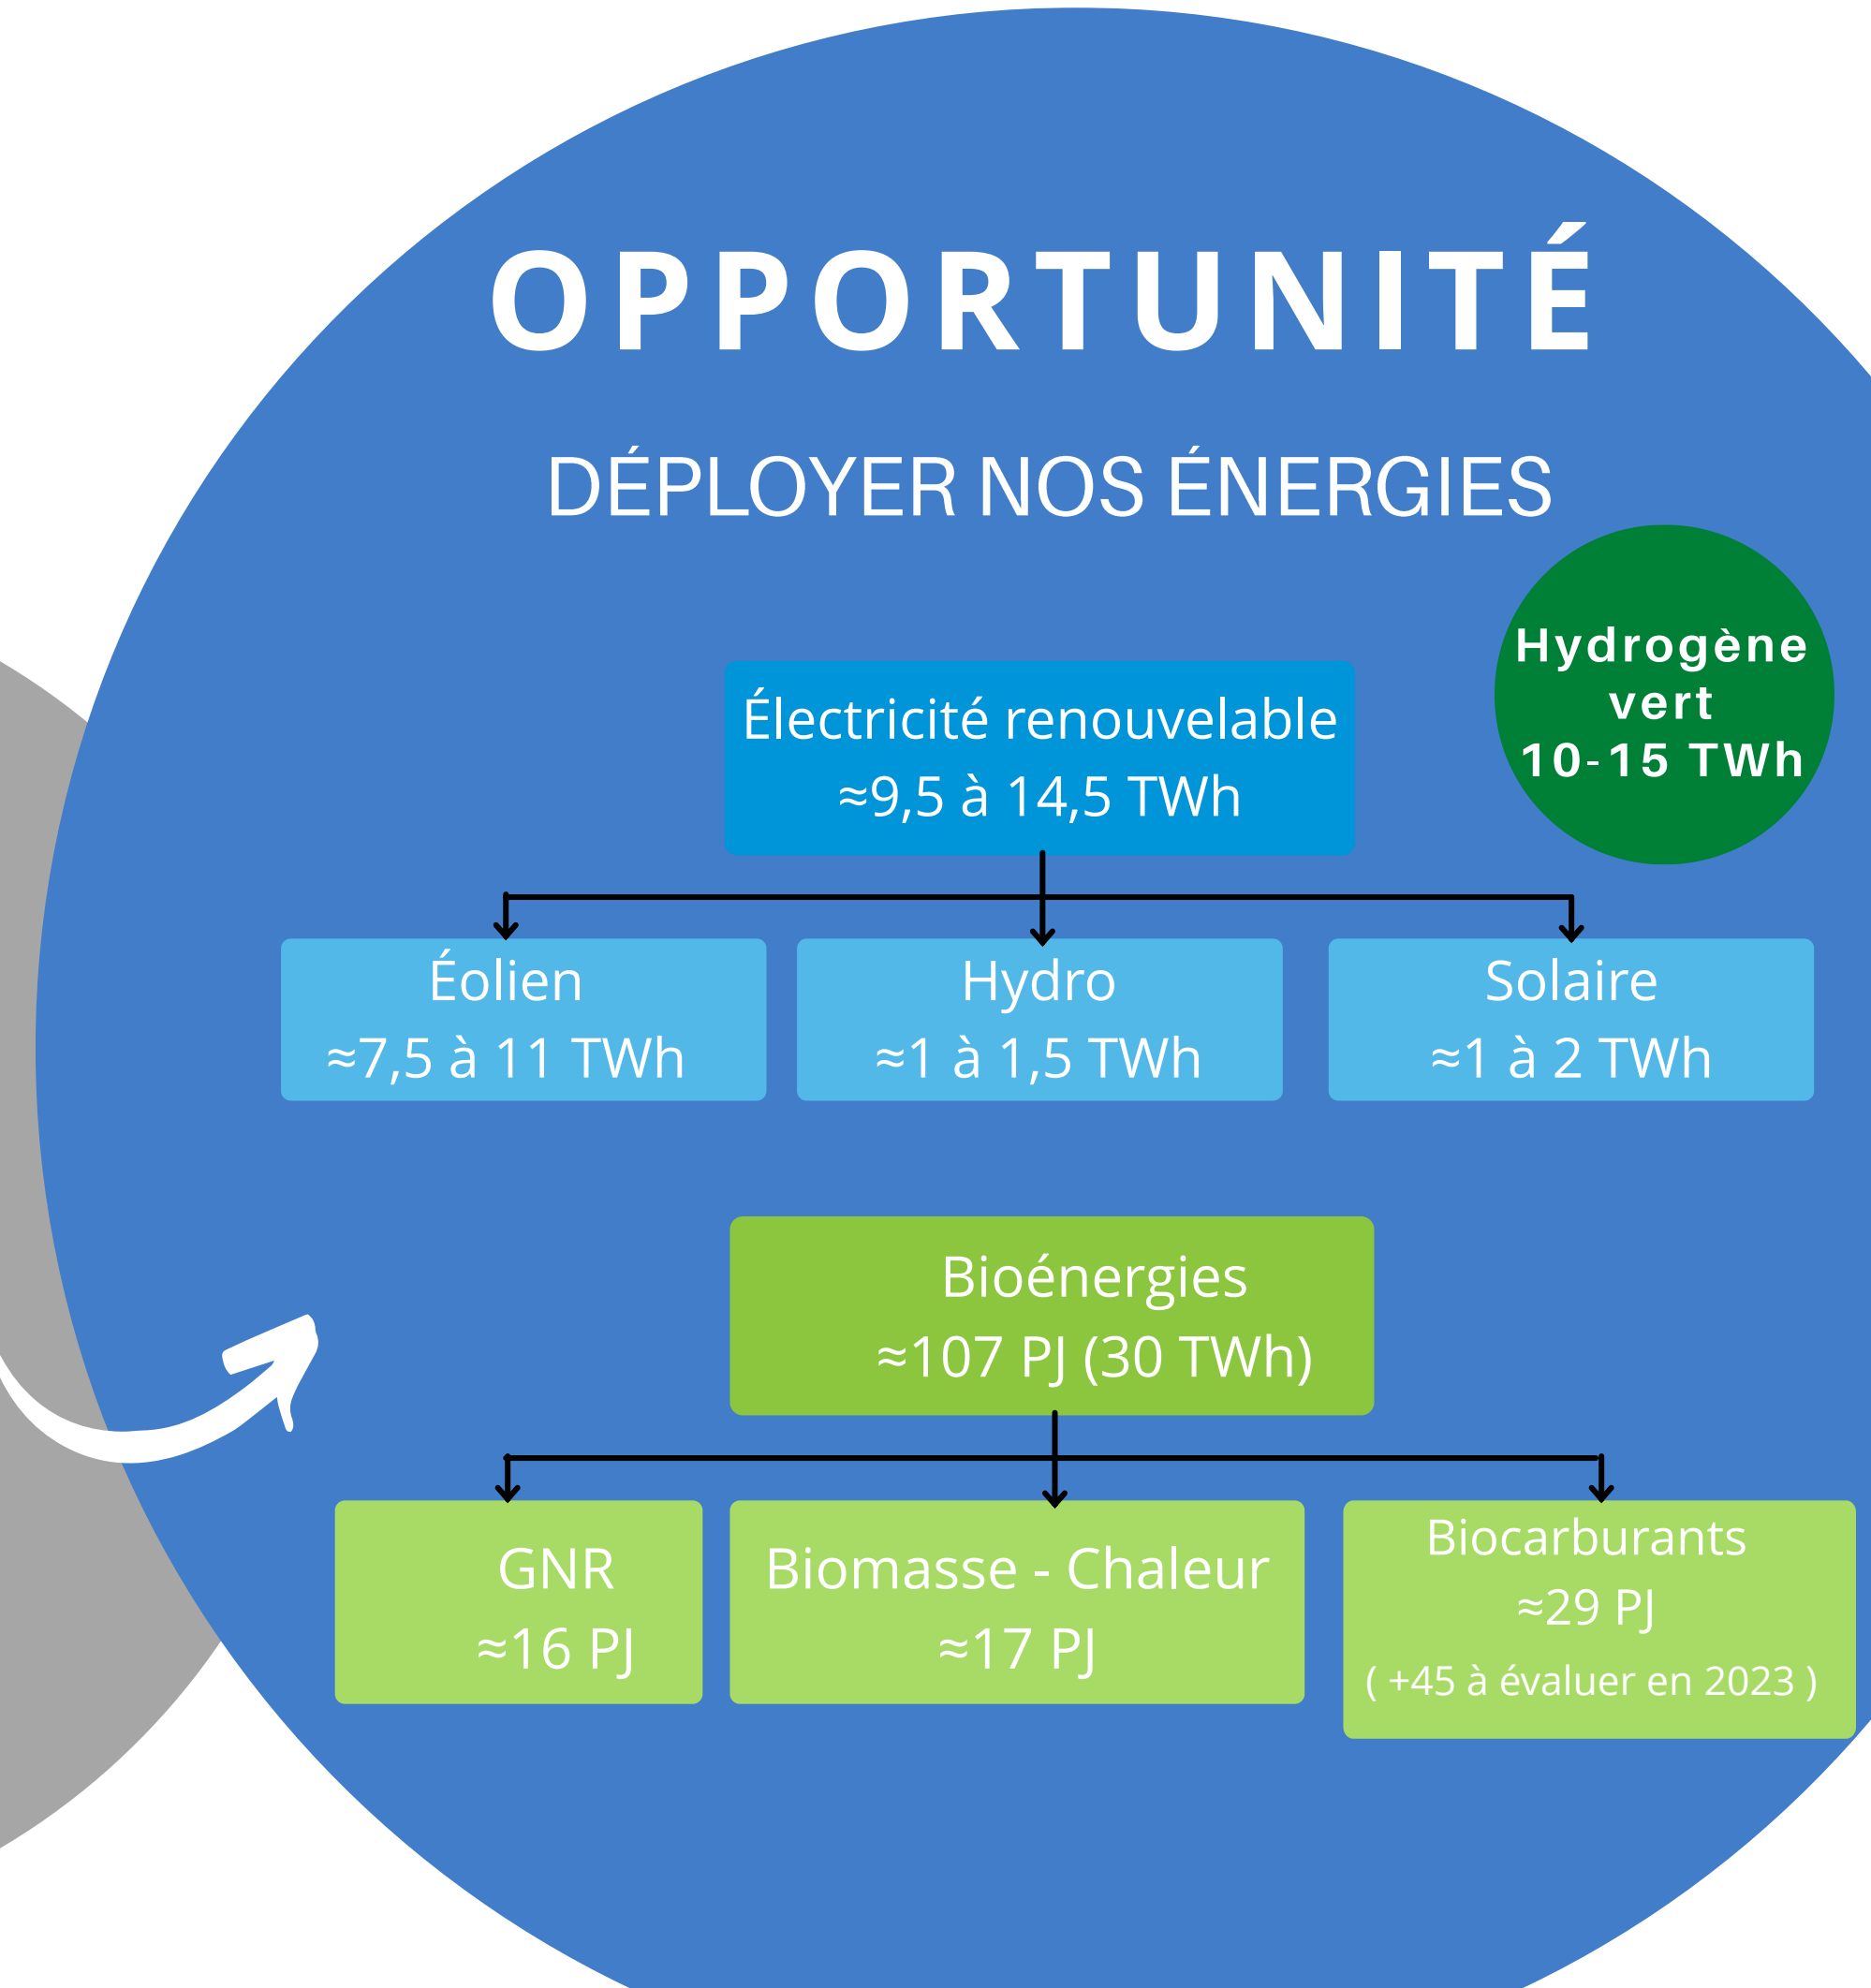 OPPORTUNITÉ
DÉPLOYER NOS ÉNERGIES
Hydrogène
vert
10-15 TWh
Électricité renouvelable
≈9,5 à 14,5 TWh
Éolien
≈7,5 à 11 TWh
Hydro
≈1 à 1,5 TWh
Solaire
≈1 à 2 TWh
Bioénergies
≈107 PJ (30 TWh)
GNR
≈16 PJ
Biomasse - Chaleur
≈17 PJ
Biocarburants
≈29 PJ
( +45 à évaluer en 2023 )